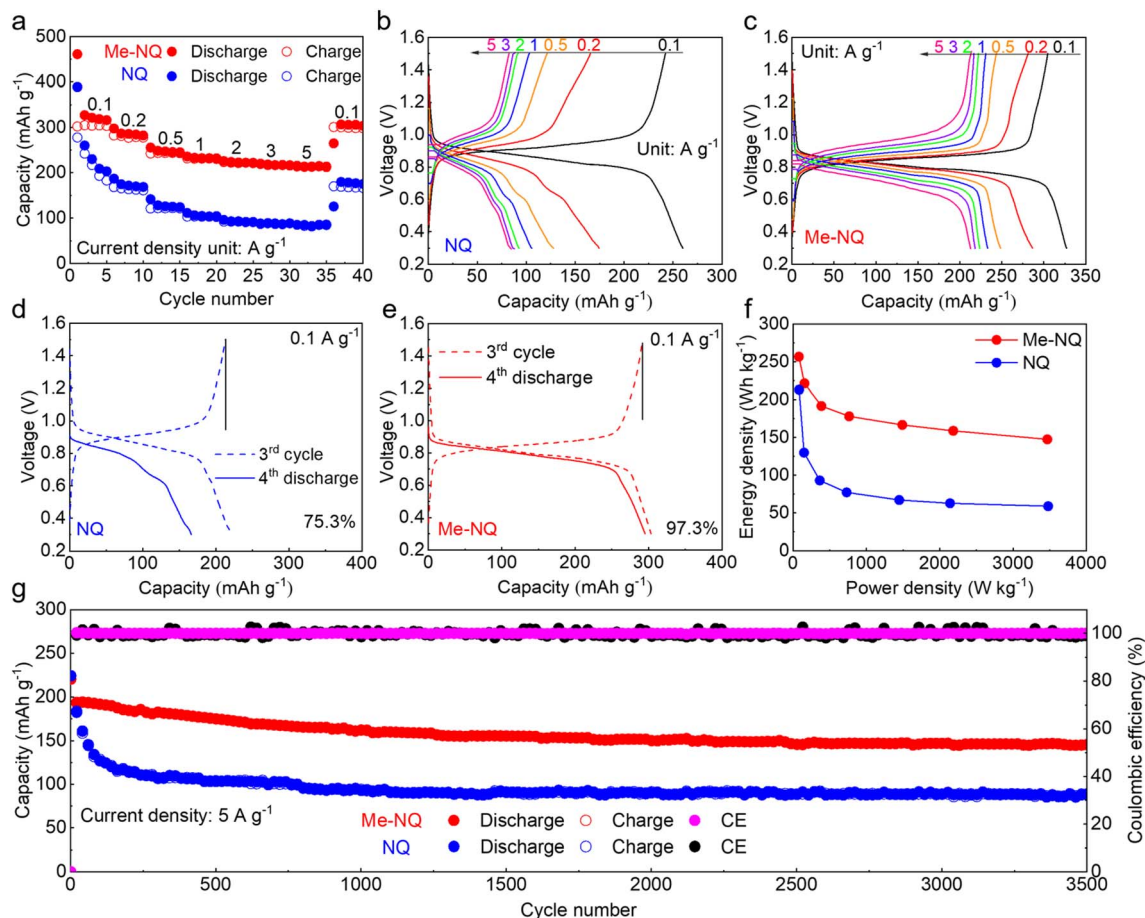 a
500
400
300
200
100
0
Capacity (mAh g⁻¹)
Me-NQ Discharge Charge
NQ Discharge Charge
0.1 0.2 0.5 1 2 3 5 0.1
Current density unit: A g⁻¹
0 5 10 15 20 25 30 35 40
Cycle number
b
1.6
1.4
1.2
1.0
0.8
0.6
0.4
0.2
Voltage (V)
5 3 2 1 0.5 0.2 0.1
Unit: A g⁻¹
NQ
0 50 100 150 200 250 300
Capacity (mAh g⁻¹)
c
1.6
1.4
1.2
1.0
0.8
0.6
0.4
0.2
Voltage (V)
Unit: A g⁻¹
5 3 2 1 0.5 0.2 0.1
Me-NQ
0 50 100 150 200 250 300 350
Capacity (mAh g⁻¹)
d
1.6
1.4
1.2
1.0
0.8
0.6
0.4
0.2
Voltage (V)
0.1 A g⁻¹
3rd cycle
4th discharge
NQ 75.3%
0 100 200 300 400
Capacity (mAh g⁻¹)
e
1.6
1.4
1.2
1.0
0.8
0.6
0.4
0.2
Voltage (V)
0.1 A g⁻¹
3rd cycle
4th discharge
Me-NQ 97.3%
0 100 200 300 400
Capacity (mAh g⁻¹)
f
300
250
200
150
100
50
0
Energy density (Wh kg⁻¹)
Me-NQ
NQ
0 500 1000 1500 2000 2500 3000 3500 4000
Power density (W kg⁻¹)
g
300
250
200
150
100
50
0
Capacity (mAh g⁻¹)
100
80
60
40
20
0
Coulombic efficiency (%)
Current density: 5 A g⁻¹
Me-NQ Discharge Charge CE
NQ Discharge Charge CE
0 500 1000 1500 2000 2500 3000 3500
Cycle number